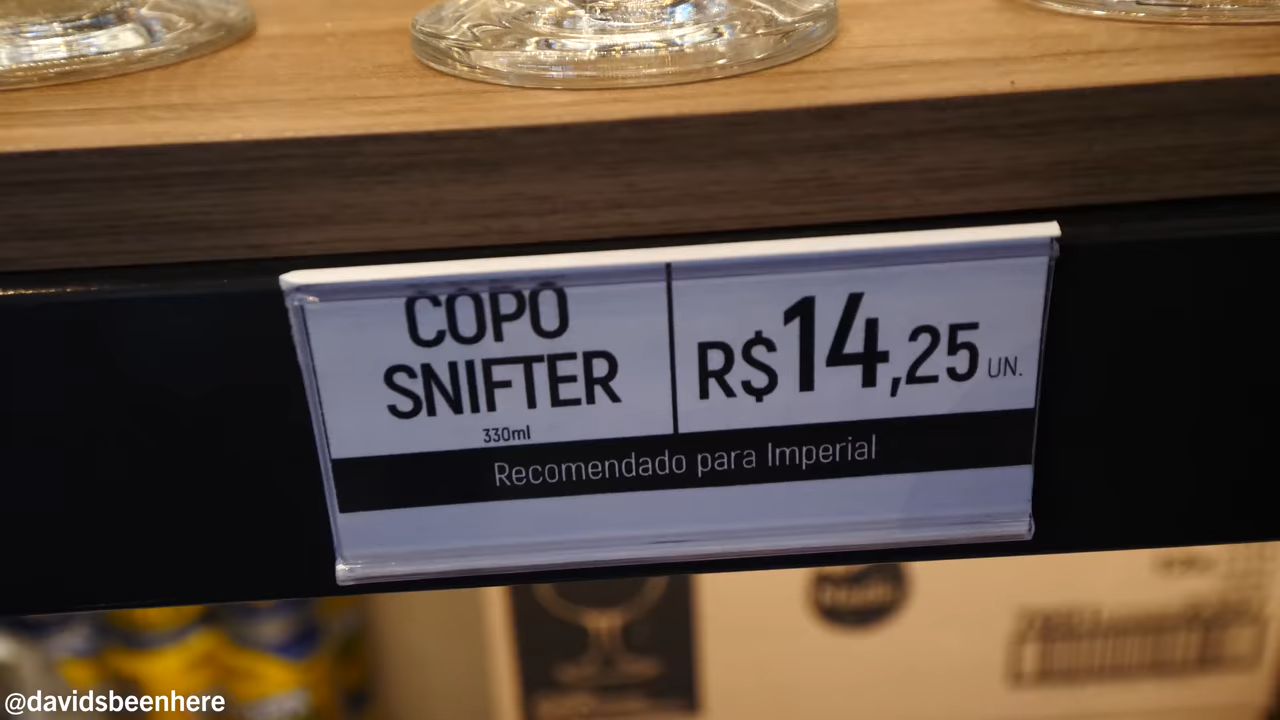 COPO
SNIFTER
330ml
R$14,25 UN.
Recomendado para Imperial
@davidsbeenhere